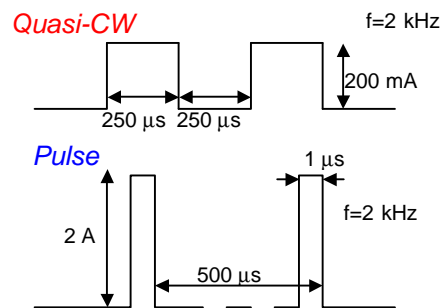 Quasi-CW
f=2 kHz
200 mA
250 μs
250 μs
Pulse
1 μs
2 A
f=2 kHz
500 μs